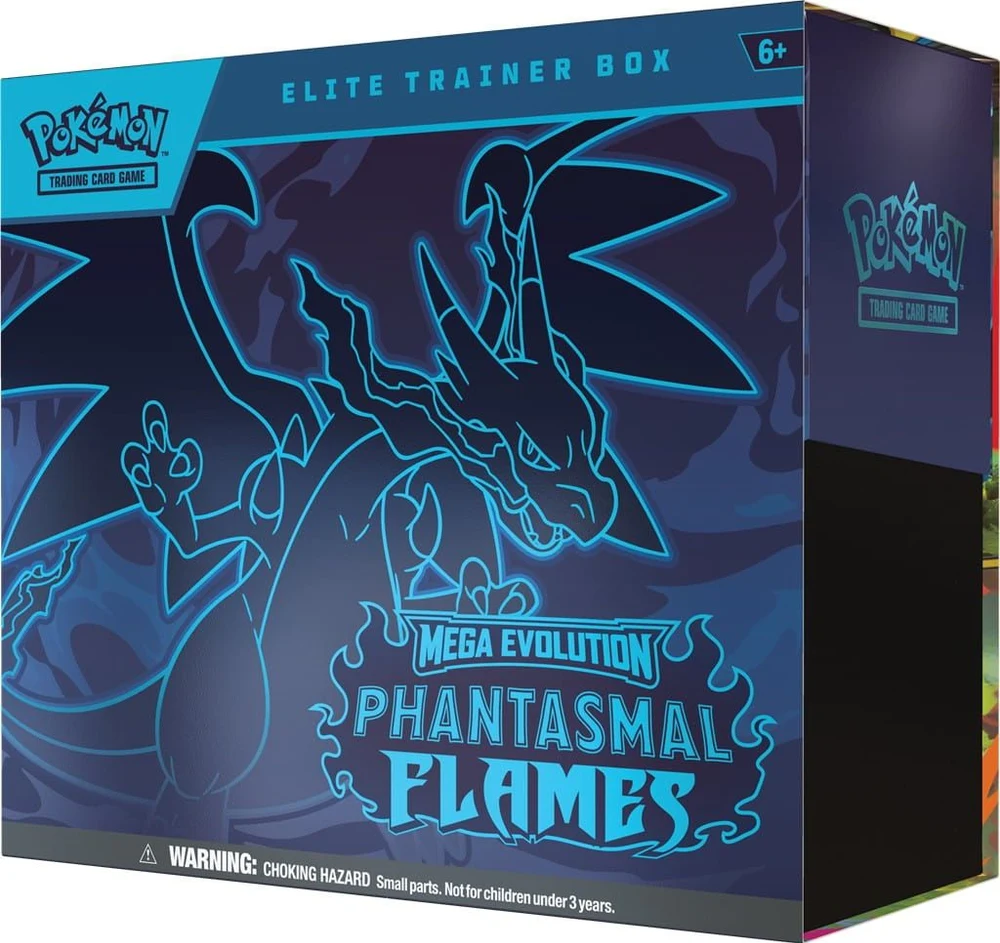 ELITE TRAINER BOX
6+
POKéMON™
TRADING CARD GAME
POKéMON
TRADING CARD GAME
MEGA EVOLUTION
PHANTASMAL
FLAMES
⚠ WARNING: CHOKING HAZARD Small parts. Not for children under 3 years.